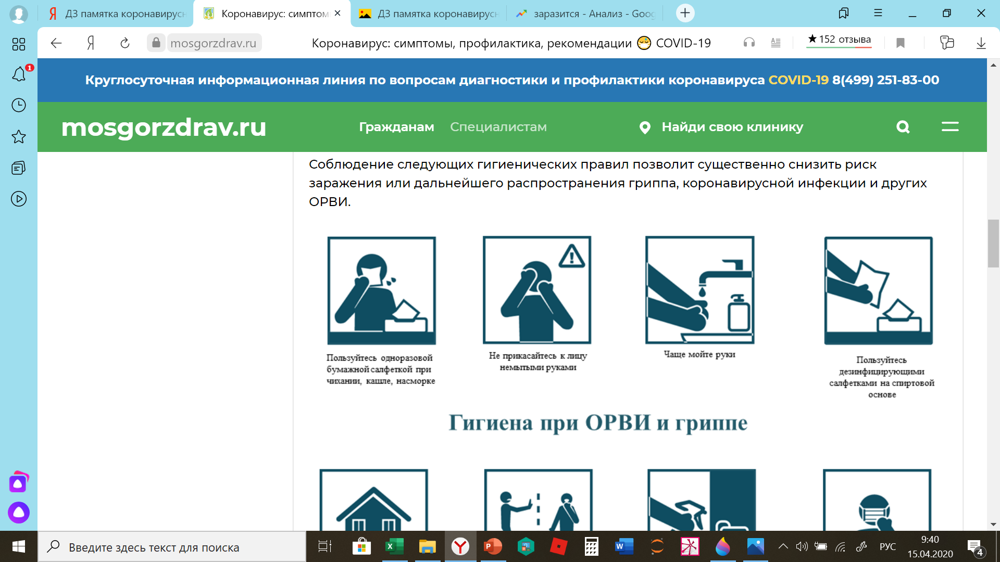 ДЗ памятка коронавирусн
Коронавирус: симптом
ДЗ памятка коронавирусн
заразится - Анализ - Goog
mosgorzdrav.ru
Коронавирус: симптомы, профилактика, рекомендации 😷 COVID-19
★ 152 отзыва
1
Круглосуточная информационная линия по вопросам диагностики и профилактики коронавируса COVID-19 8(499) 251-83-00
mosgorzdrav.ru
Гражданам
Специалистам
Найди свою клинику
Соблюдение следующих гигиенических правил позволит существенно снизить риск
заражения или дальнейшего распространения гриппа, коронавирусной инфекции и других
ОРВИ.
Пользуйтесь одноразовой
бумажной салфеткой при
чихании, кашле, насморке
Не прикасайтесь к лицу
немытыми руками
Чаще мойте руки
Пользуйтесь
дезинфицирующими
салфетками на спиртовой
основе
Гигиена при ОРВИ и гриппе
Введите здесь текст для поиска
РУС
9:40
15.04.2020
4